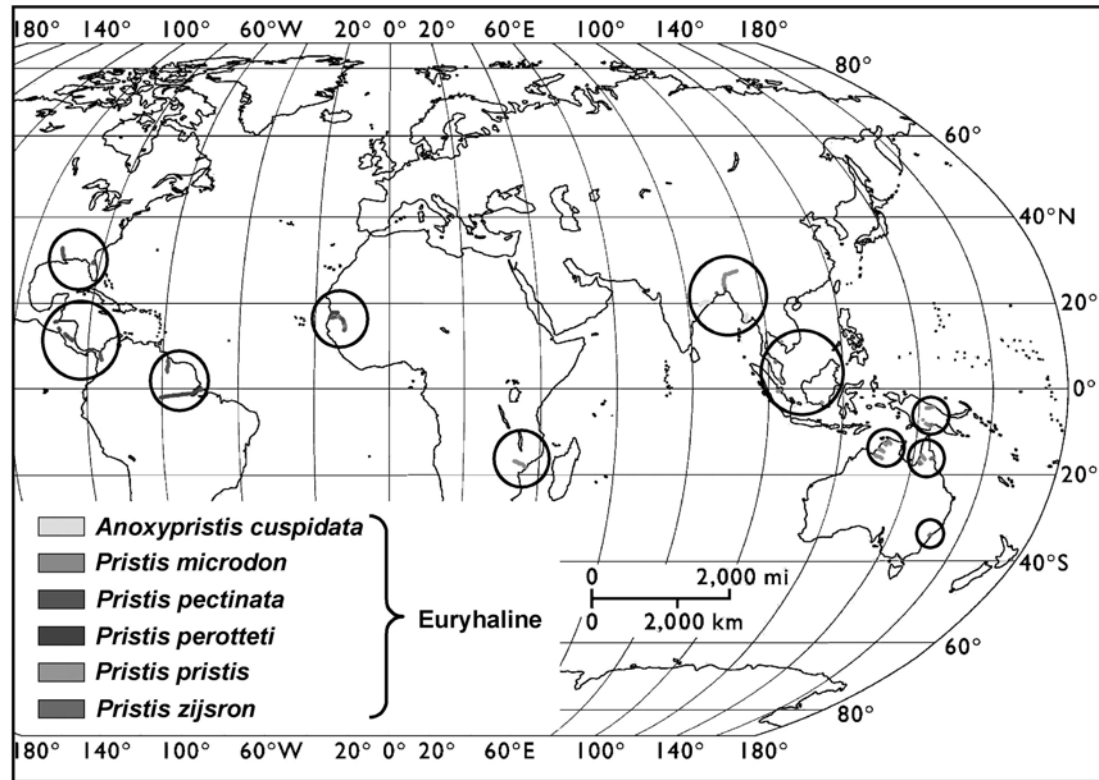 180° 140° 100° 60°W 20° 0° 20° 60°E 100° 140° 180°
80°
60°
40°N
20°
0°
20°
40°S
60°
80°
Anoxypristis cuspidata
Pristis microdon
Pristis pectinata
Pristis perotteti
Pristis pristis
Pristis zijsron
Euryhaline
0 2,000 mi
0 2,000 km
180° 140° 100° 60°W 20° 0° 20° 60°E 100° 140° 180°